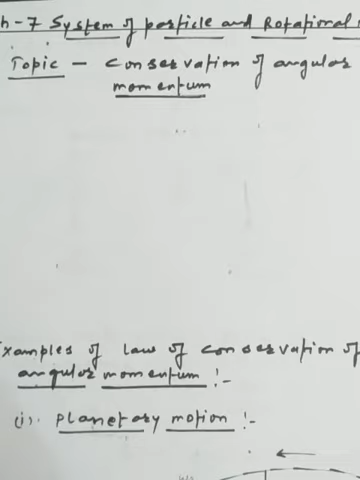 h-7 System of particle and Rotational
Topic - Conservation of angular
momentum
Examples of law of conservation of
angular momentum :-
(i). Planetary motion :-